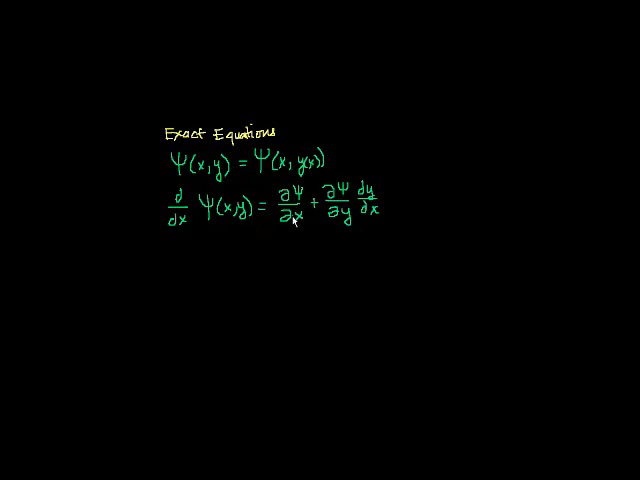 Exact Equations
Ψ(x,y) = Ψ(x, y(x))
d/dx Ψ(x,y) = ∂Ψ/∂x + ∂Ψ/∂y dy/dx